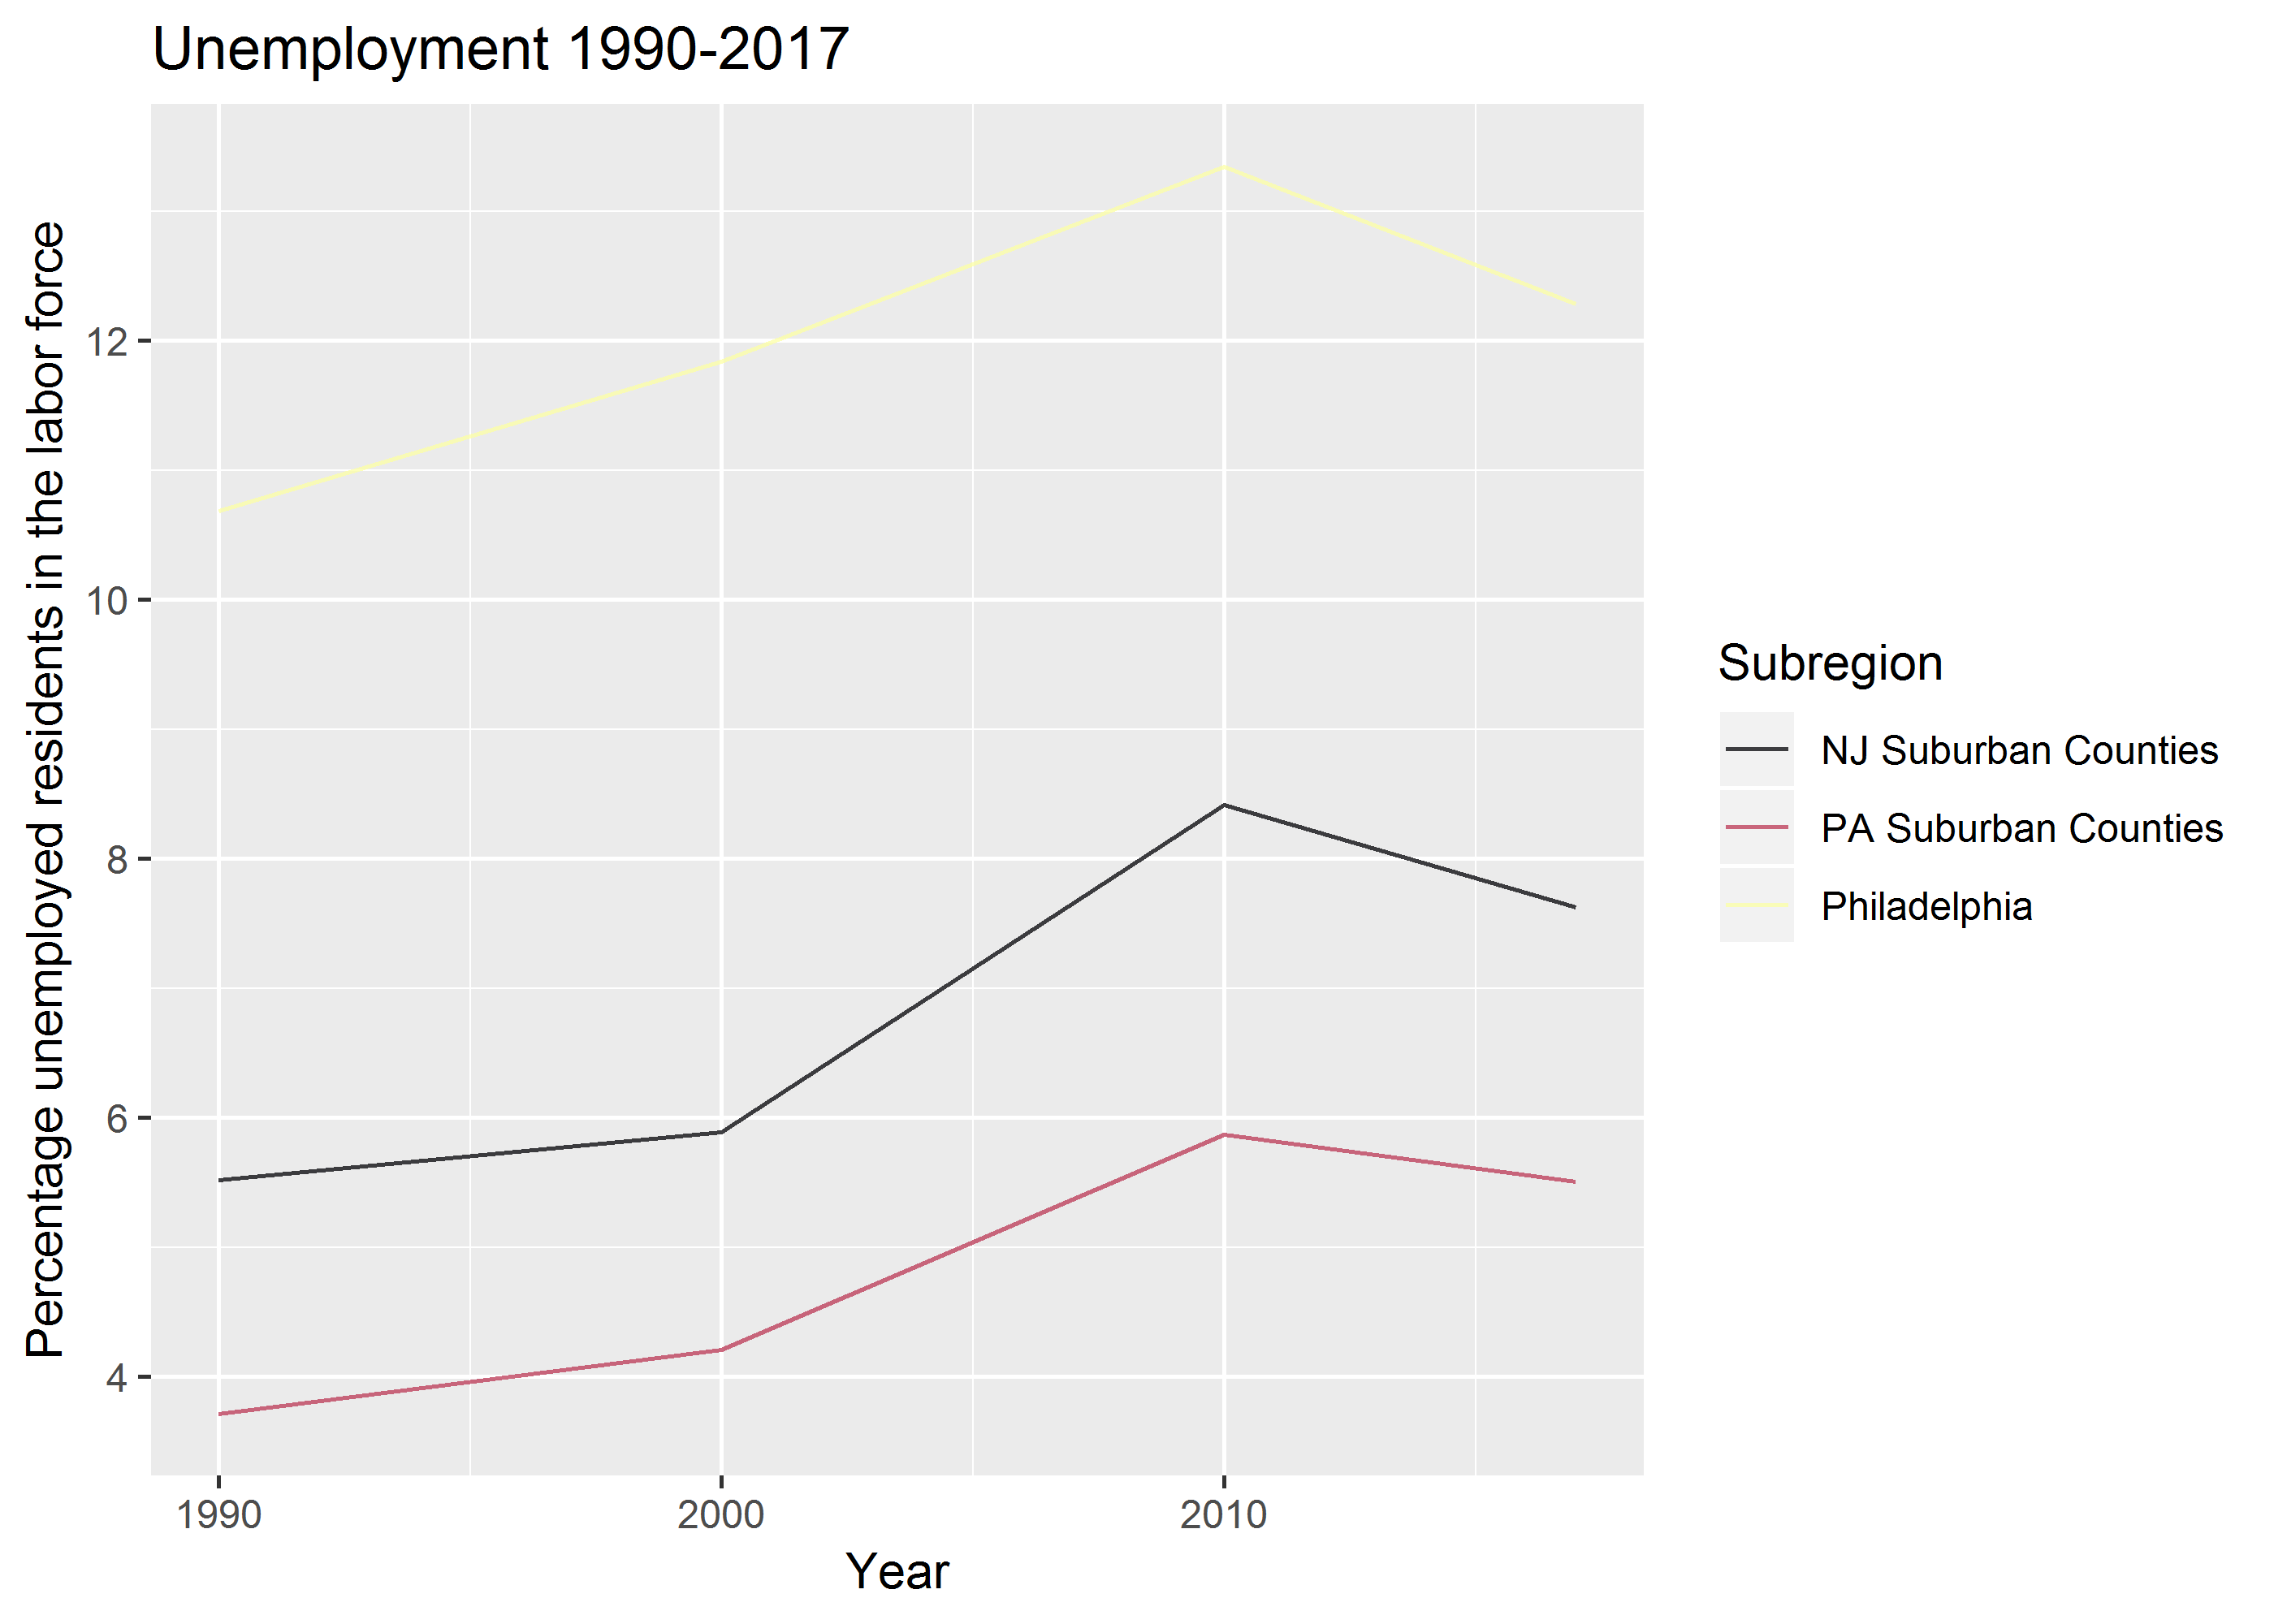 Unemployment 1990-2017
Percentage unemployed residents in the labor force
12
10
8
6
4
1990 2000 2010
Year
Subregion
NJ Suburban Counties
PA Suburban Counties
Philadelphia